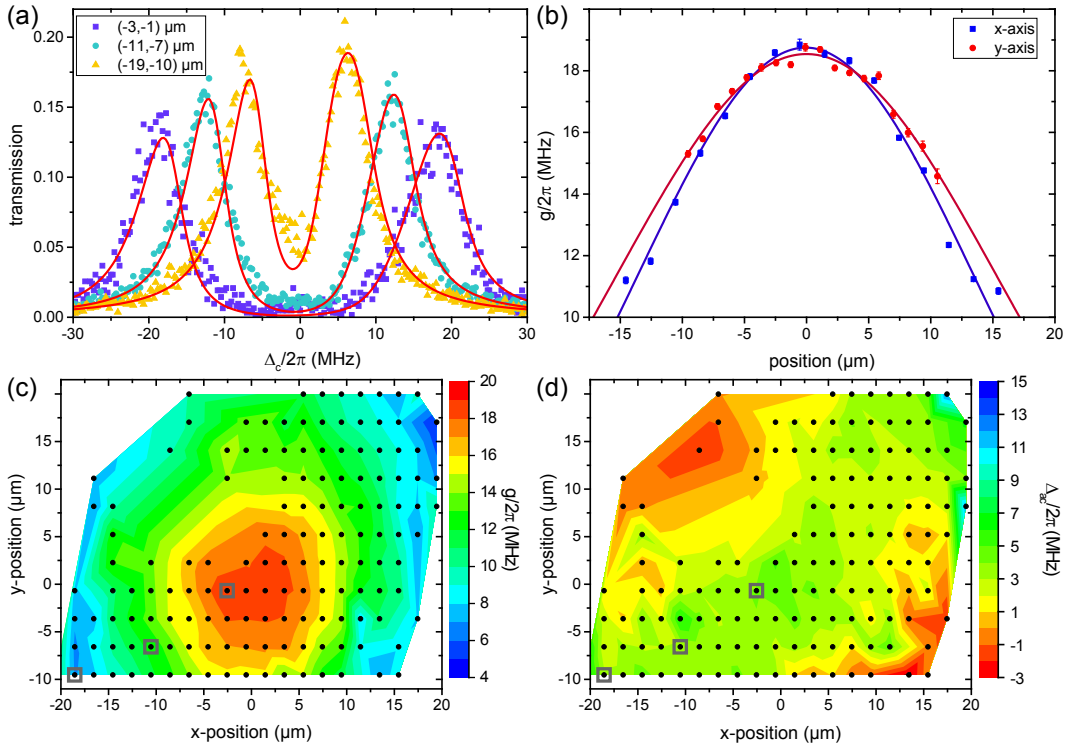 (a)
(-3,-1) µm
(-11,-7) µm
(-19,-10) µm
transmission
0.20
0.15
0.10
0.05
0.00
-30 -20 -10 0 10 20 30
Δc/2π (MHz)
(b)
x-axis
y-axis
g/2π (MHz)
18
16
14
12
10
-15 -10 -5 0 5 10 15 20
position (µm)
(c)
y-position (µm)
15
10
5
0
-5
-10
-20 -15 -10 -5 0 5 10 15 20
x-position (µm)
20
18
16
14
12
10
8
6
4
g/2π (MHz)
(d)
y-position (µm)
15
10
5
0
-5
-10
-20 -15 -10 -5 0 5 10 15 20
x-position (µm)
15
13
11
9
7
5
3
1
-1
-3
Δac/2π (MHz)